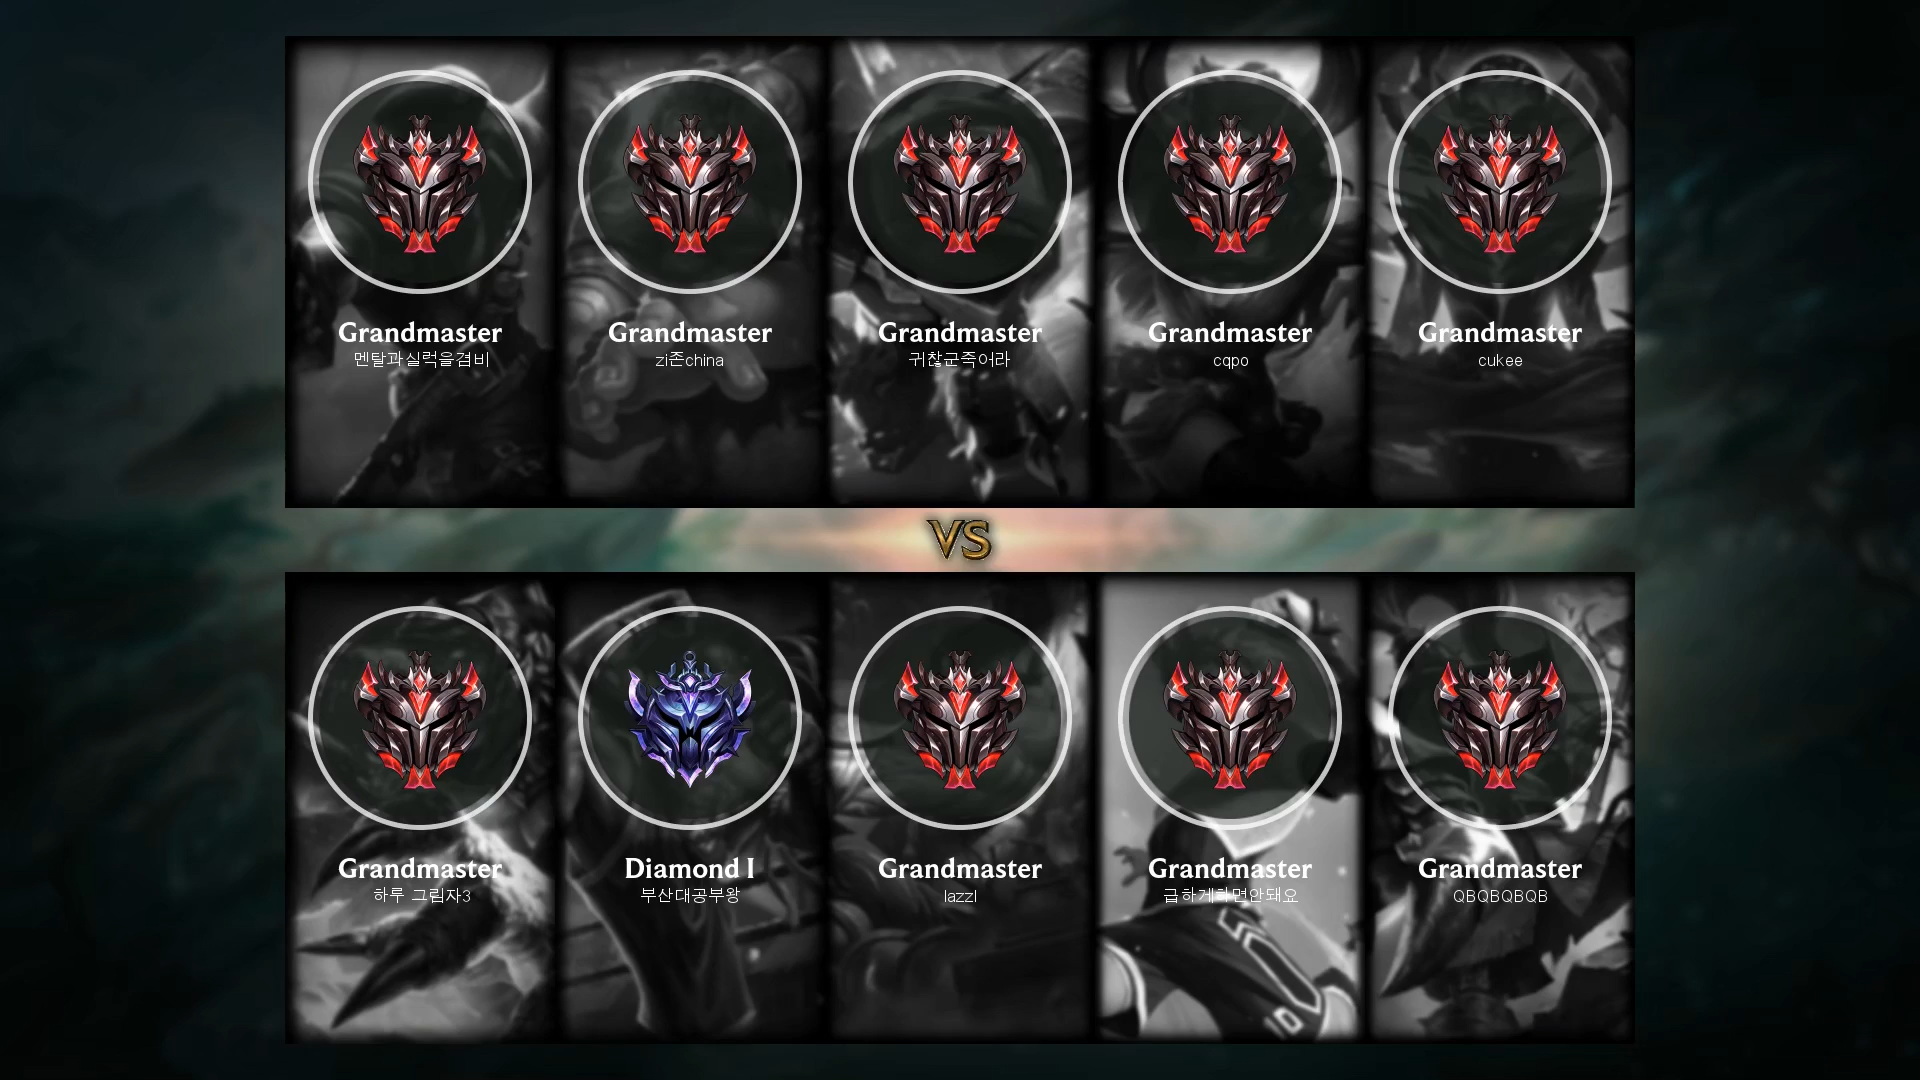 Grandmaster
멘탈과실럭을겸비
Grandmaster
zi존china
Grandmaster
귀찮군죽어라
Grandmaster
cqpo
Grandmaster
cukee
VS
Grandmaster
하루 그림자3
Diamond I
부산대공부왕
Grandmaster
lazzl
Grandmaster
급하게하면안돼요
10
Grandmaster
QBQBQBQB